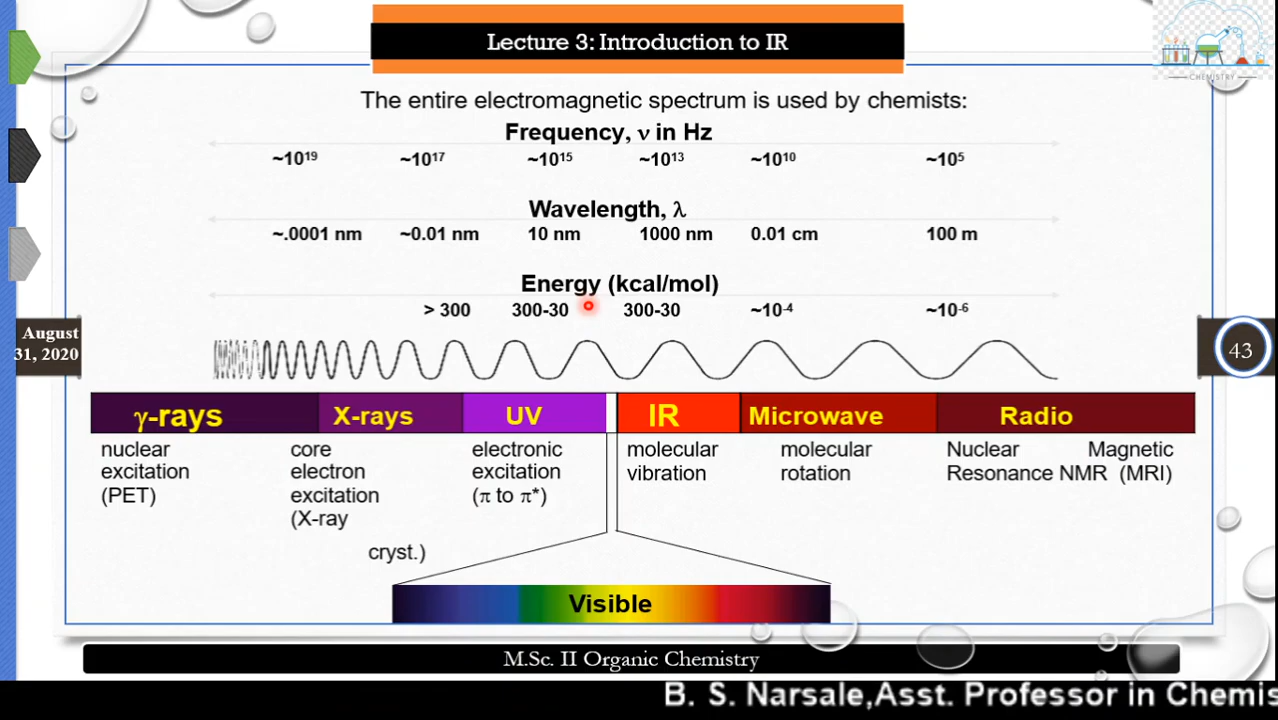 Lecture 3: Introduction to IR
CHEMISTRY
The entire electromagnetic spectrum is used by chemists:
Frequency, ν in Hz
~10¹⁹ ~10¹⁷ ~10¹⁵ ~10¹³ ~10¹⁰ ~10⁵
Wavelength, λ
~.0001 nm ~0.01 nm 10 nm 1000 nm 0.01 cm 100 m
Energy (kcal/mol)
> 300 300-30 300-30 ~10⁻⁴ ~10⁻⁶
August
31, 2020
43
γ-rays X-rays UV IR Microwave Radio
nuclear core electronic molecular molecular Nuclear Magnetic
excitation electron excitation vibration rotation Resonance NMR (MRI)
(PET) excitation (π to π*)
(X-ray
cryst.)
Visible
M.Sc. II Organic Chemistry
B. S. Narsale,Asst. Professor in Chemis